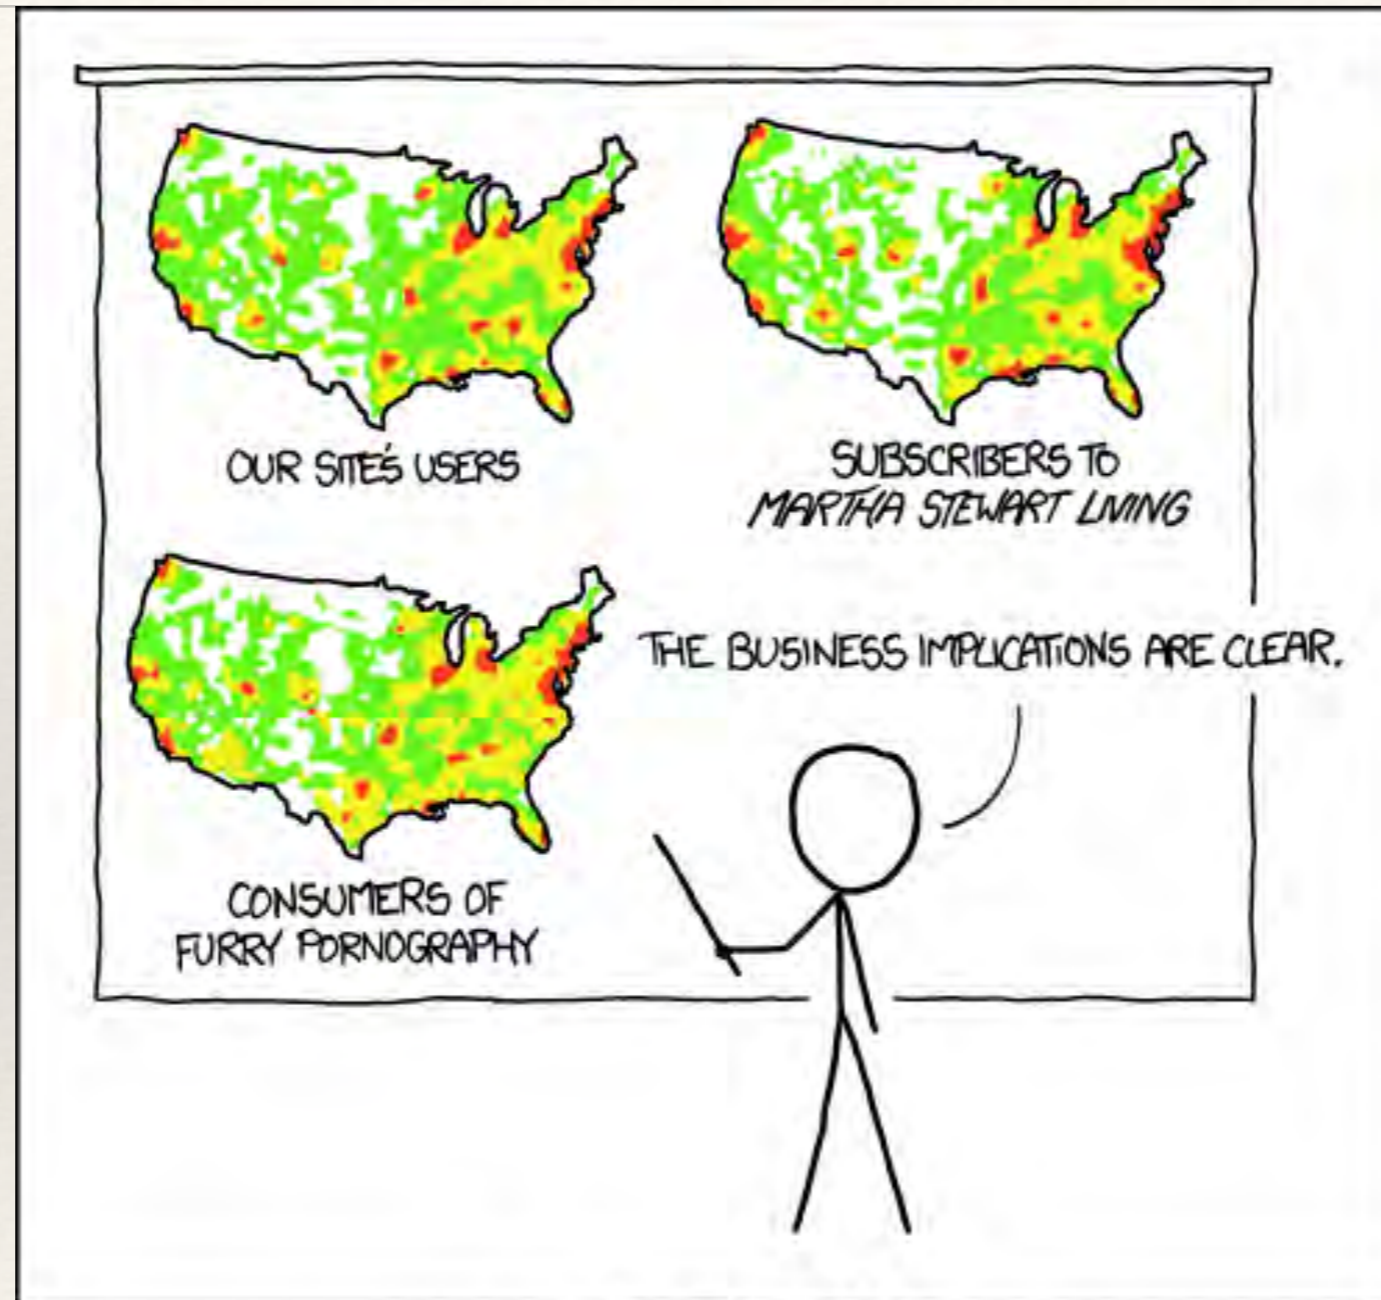 OUR SITE'S USERS
SUBSCRIBERS TO
MARTHA STEWART LIVING
THE BUSINESS IMPLICATIONS ARE CLEAR.
CONSUMERS OF
FURRY PORNOGRAPHY